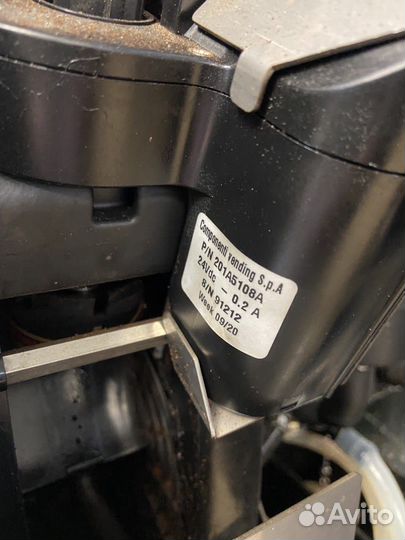 Componenti vending S.p.A
P/N 201A5108A
24Vdc - 0.2 A
B/N 91212
Week 09/20
Avito